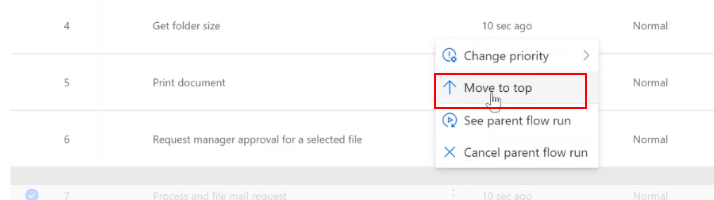 4 Get folder size 10 sec ago Normal
Change priority
5 Print document Normal
Move to top
See parent flow run
6 Request manager approval for a selected file Normal
Cancel parent flow run
7 Process and file mail request 10 sec ago Normal